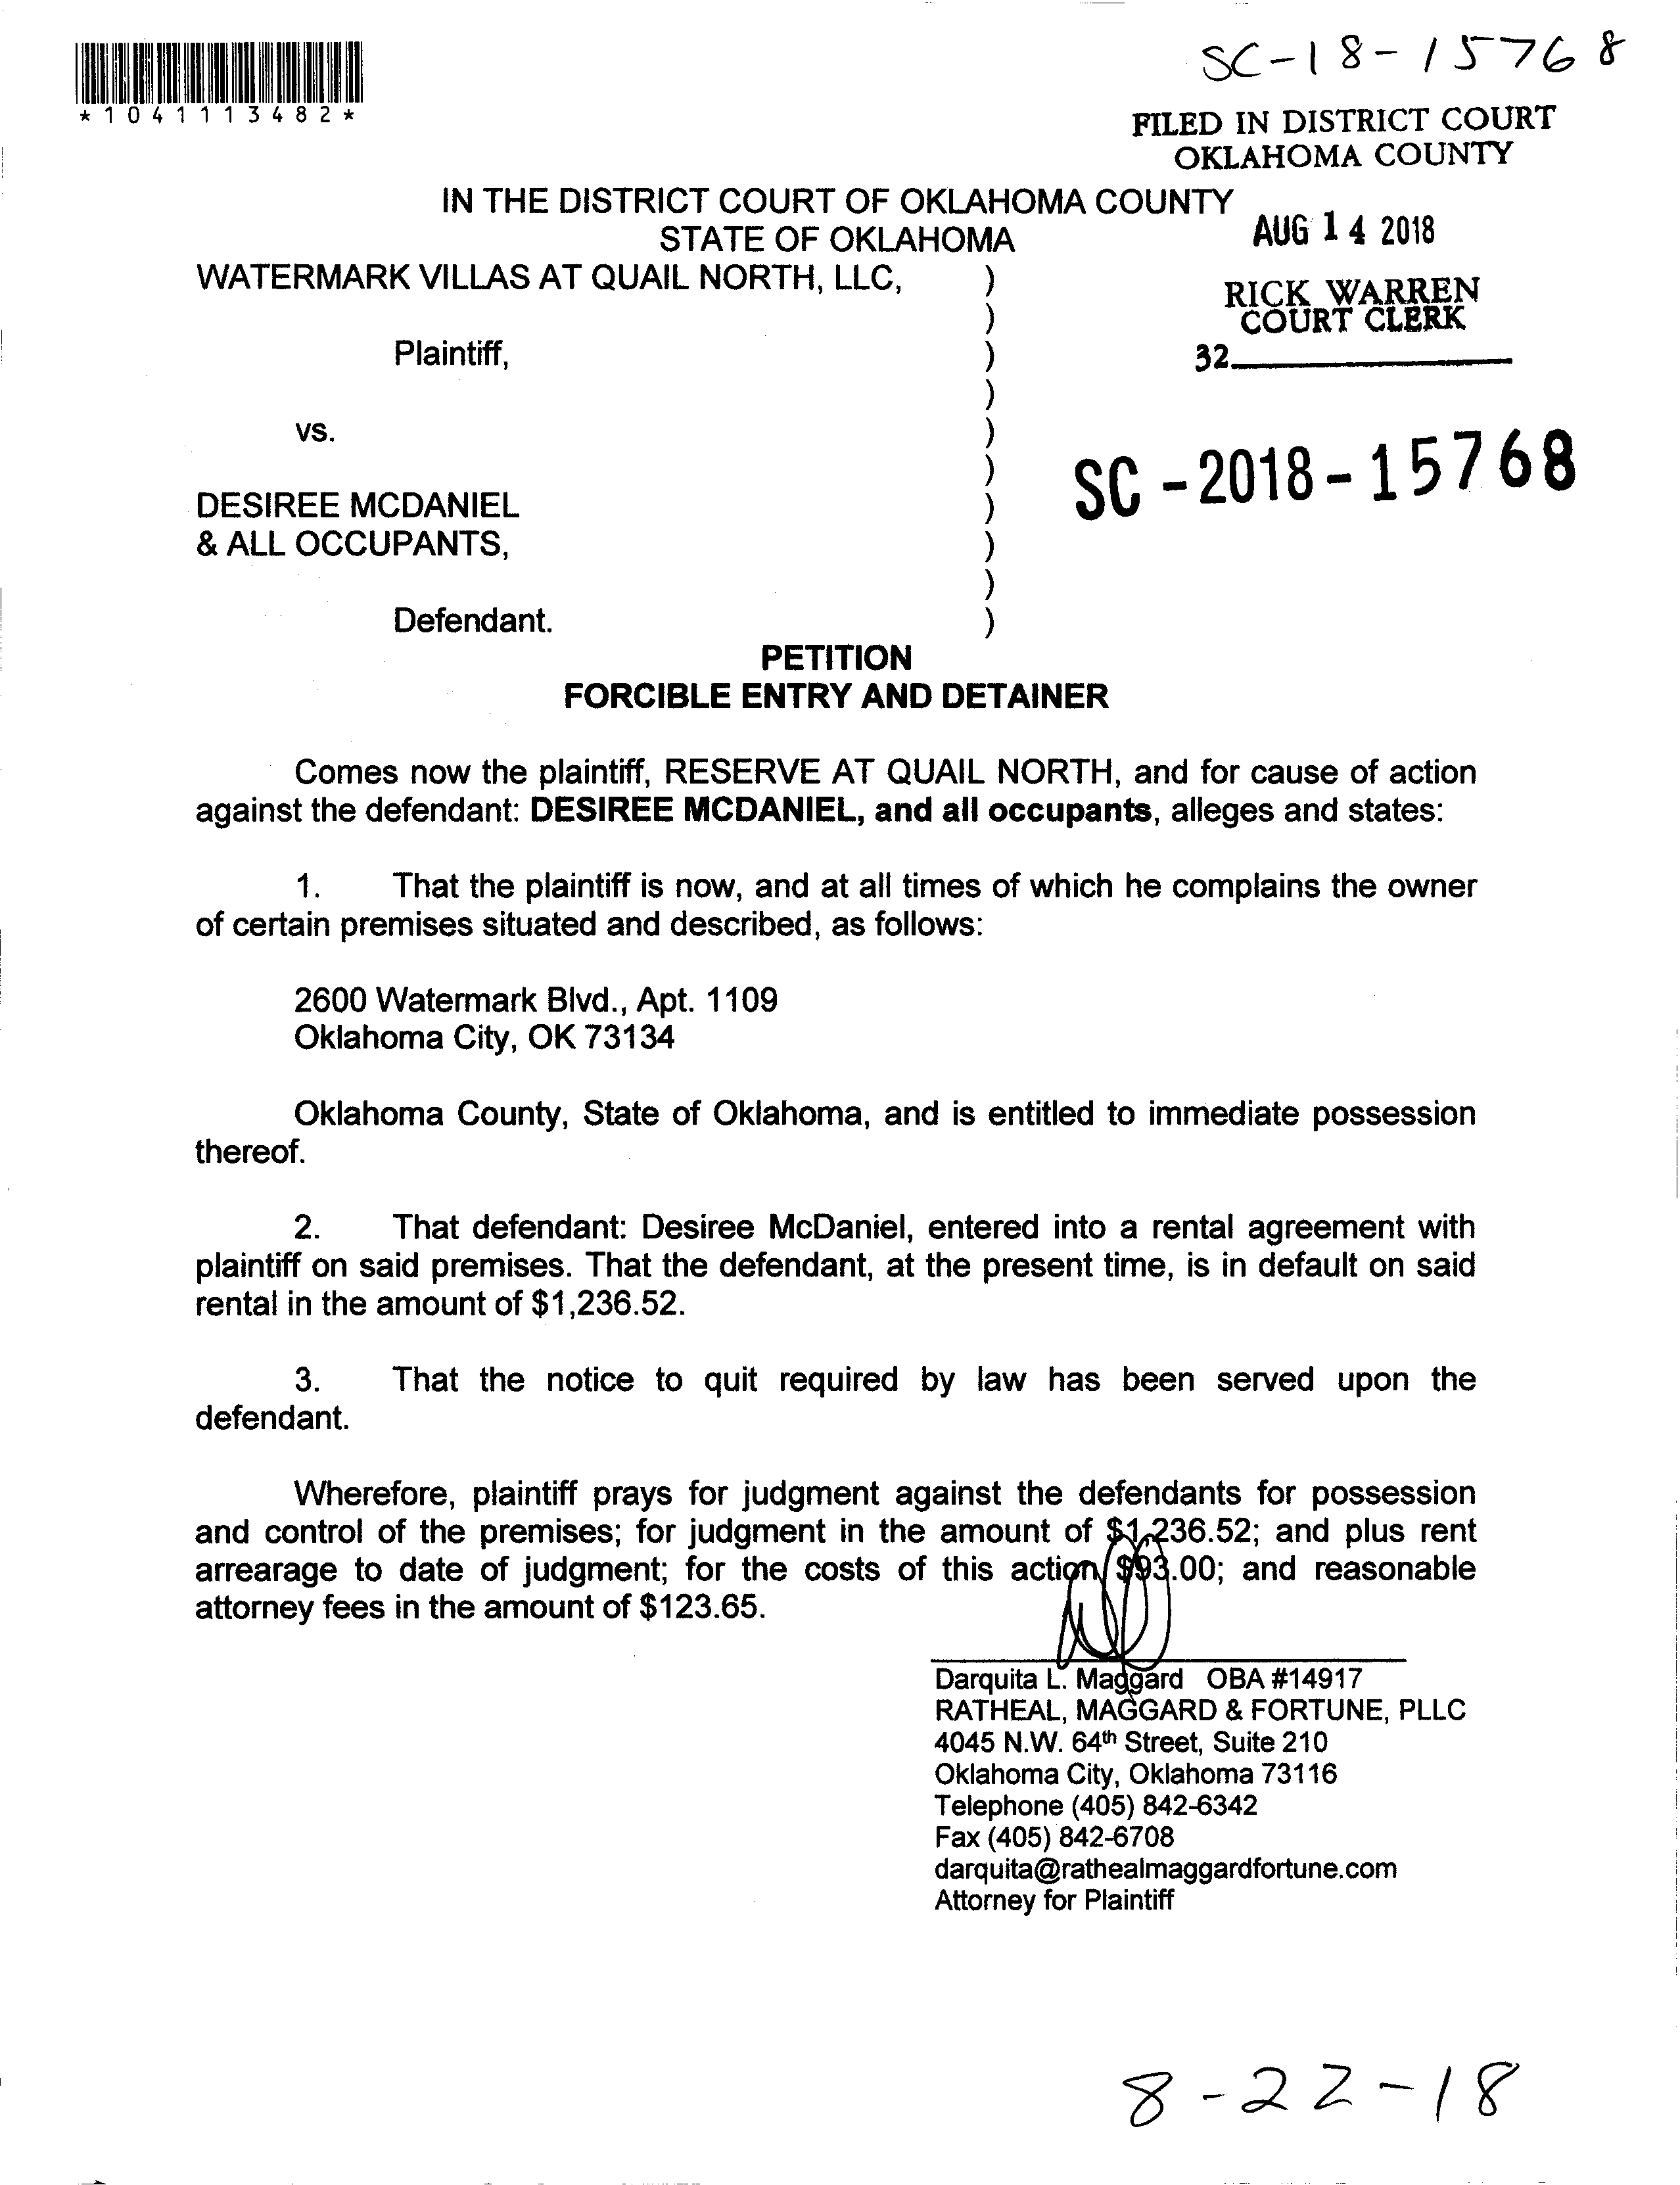 SC-18-15768
*1041113482*
FILED IN DISTRICT COURT
OKLAHOMA COUNTY
IN THE DISTRICT COURT OF OKLAHOMA COUNTY
STATE OF OKLAHOMA
AUG 14 2018
WATERMARK VILLAS AT QUAIL NORTH, LLC, )
)
RICK WARREN
COURT CLERK
Plaintiff, )
32
)
vs. )
)
SC-2018-15768
DESIREE MCDANIEL )
& ALL OCCUPANTS, )
)
Defendant. )
PETITION
FORCIBLE ENTRY AND DETAINER
Comes now the plaintiff, RESERVE AT QUAIL NORTH, and for cause of action
against the defendant: DESIREE MCDANIEL, and all occupants, alleges and states:
1. That the plaintiff is now, and at all times of which he complains the owner
of certain premises situated and described, as follows:
2600 Watermark Blvd., Apt. 1109
Oklahoma City, OK 73134
Oklahoma County, State of Oklahoma, and is entitled to immediate possession
thereof.
2. That defendant: Desiree McDaniel, entered into a rental agreement with
plaintiff on said premises. That the defendant, at the present time, is in default on said
rental in the amount of $1,236.52.
3. That the notice to quit required by law has been served upon the
defendant.
Wherefore, plaintiff prays for judgment against the defendants for possession
and control of the premises; for judgment in the amount of $1,236.52; and plus rent
arrearage to date of judgment; for the costs of this action $93.00; and reasonable
attorney fees in the amount of $123.65.
Darquita L. Maggard OBA #14917
RATHEAL, MAGGARD & FORTUNE, PLLC
4045 N.W. 64th Street, Suite 210
Oklahoma City, Oklahoma 73116
Telephone (405) 842-6342
Fax (405) 842-6708
darquita@rathealmaggardfortune.com
Attorney for Plaintiff
8-22-18